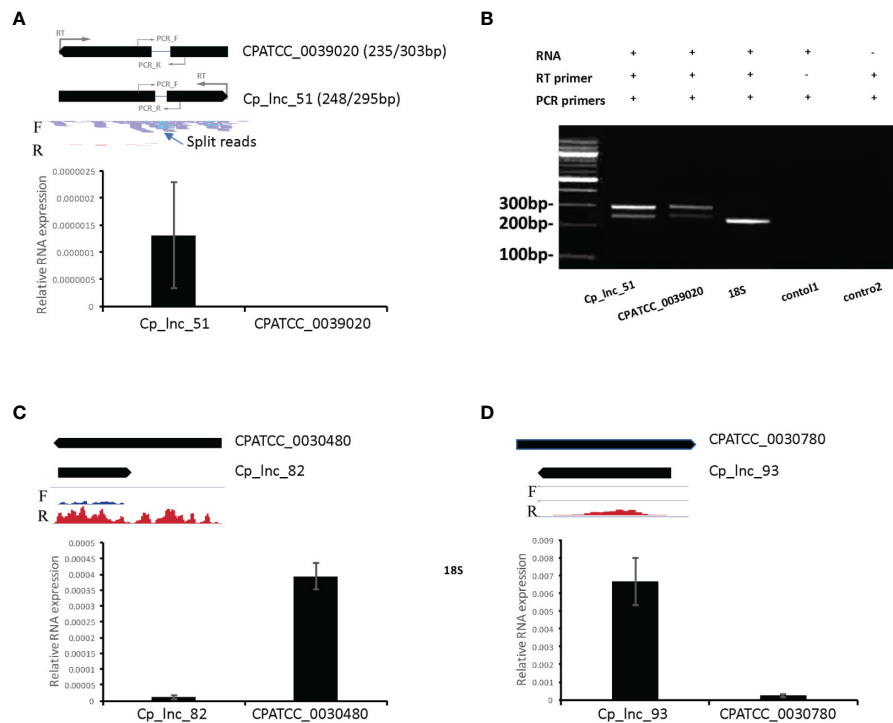 A
RT
PCR_F
PCR_R
CPATCC_0039020 (235/303bp)
PCR_F
RT
PCR_R
Cp_lnc_51 (248/295bp)
F
R
Split reads
Relative RNA expression
0.0000025
0.000002
0.0000015
0.000001
0.0000005
0
Cp_lnc_51
CPATCC_0039020
B
RNA + + + + -
RT primer + + + - +
PCR primers + + + + +
300bp-
200bp-
100bp-
Cp_lnc_51
CPATCC_0039020
18S
contol1
contro2
C
CPATCC_0030480
Cp_lnc_82
F
R
Relative RNA expression
0.0005
0.00045
0.0004
0.00035
0.0003
0.00025
0.0002
0.00015
0.0001
0.00005
0
Cp_lnc_82
CPATCC_0030480
18S
D
CPATCC_0030780
Cp_lnc_93
F
R
Relative RNA expression
0.009
0.008
0.007
0.006
0.005
0.004
0.003
0.002
0.001
0
Cp_lnc_93
CPATCC_0030780